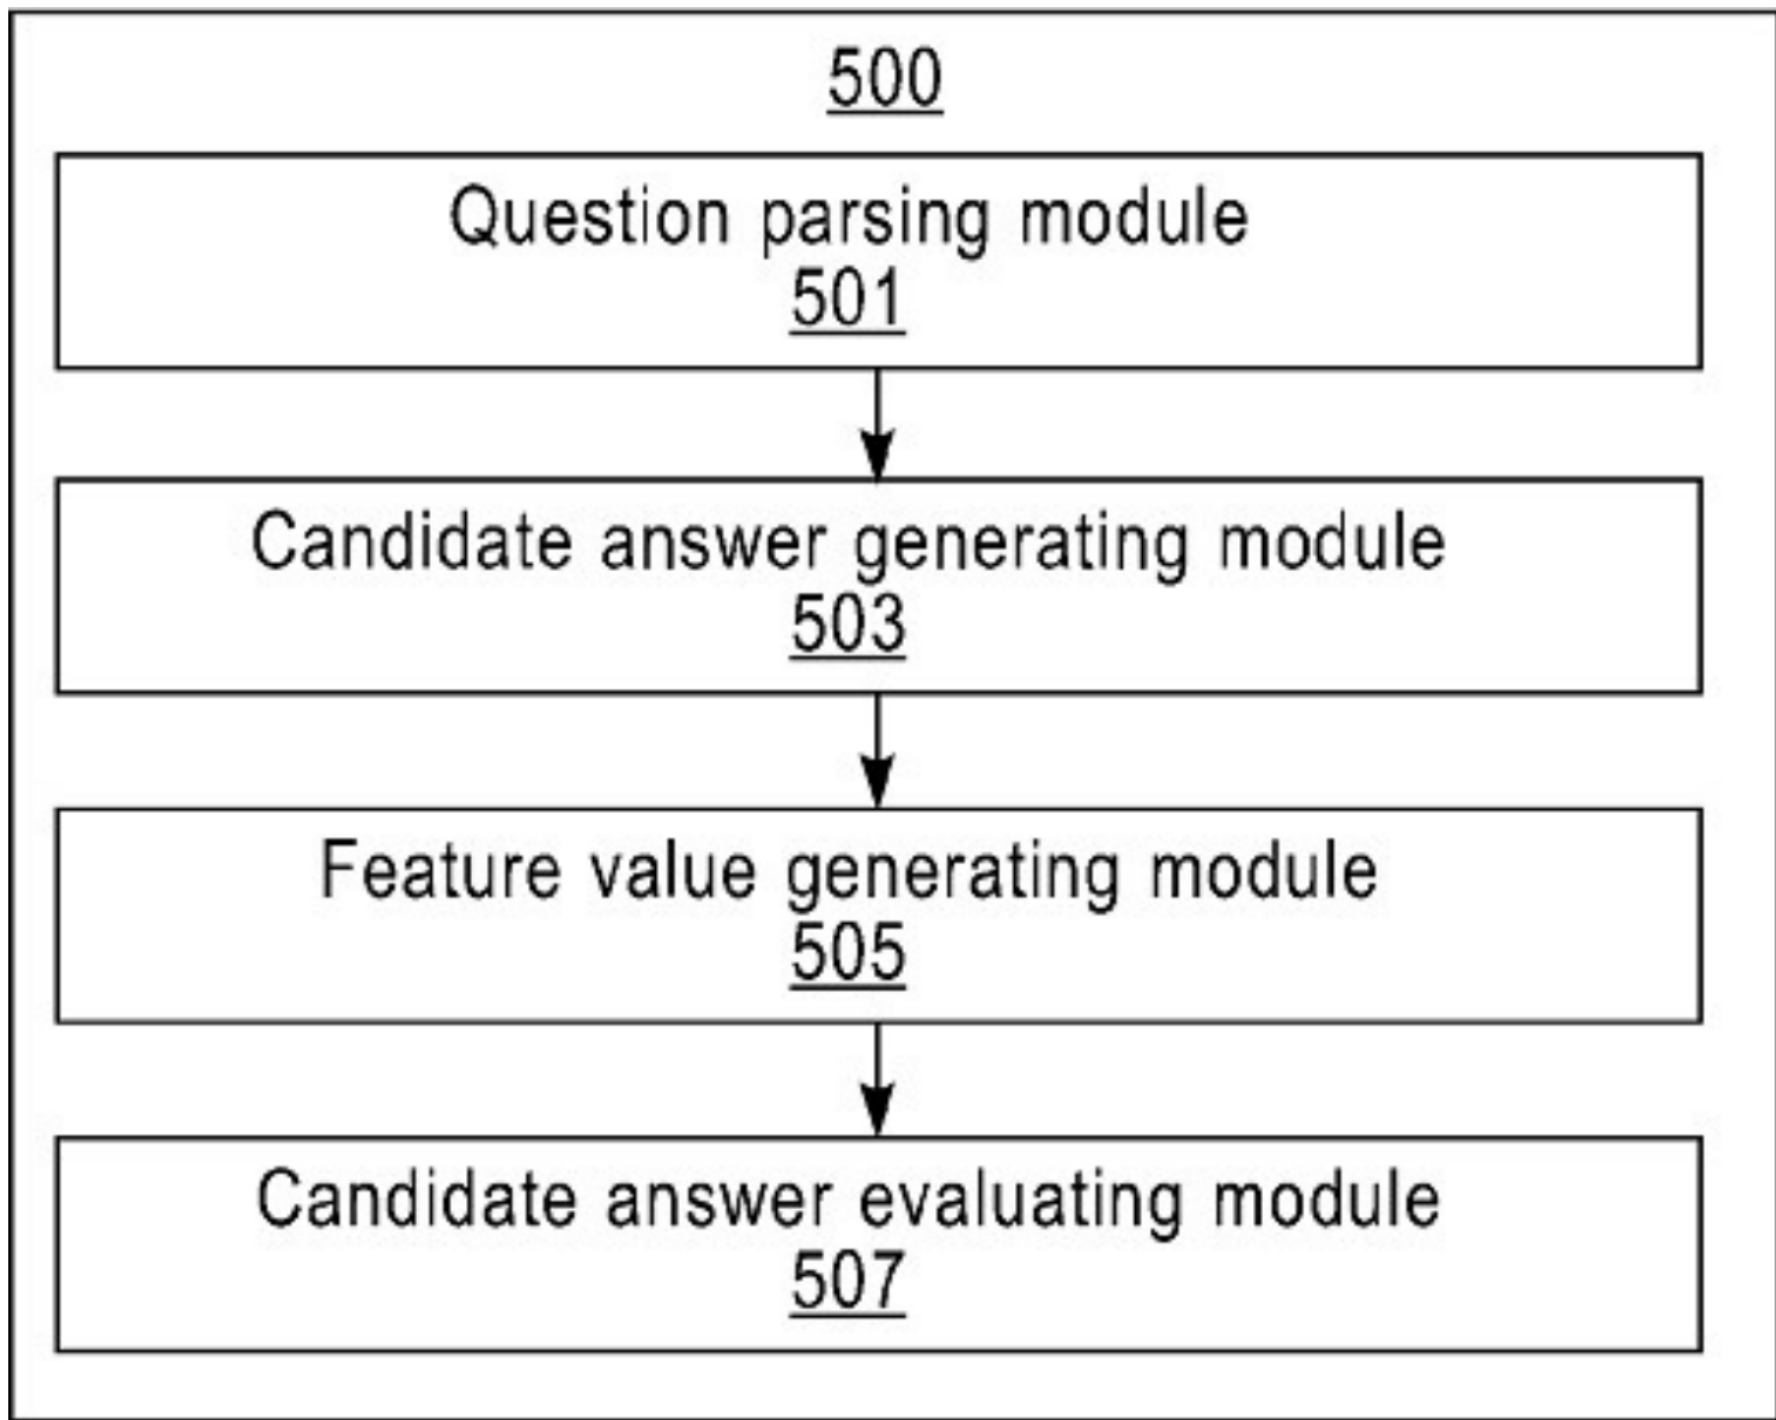 500
Question parsing module
501
Candidate answer generating module
503
Feature value generating module
505
Candidate answer evaluating module
507